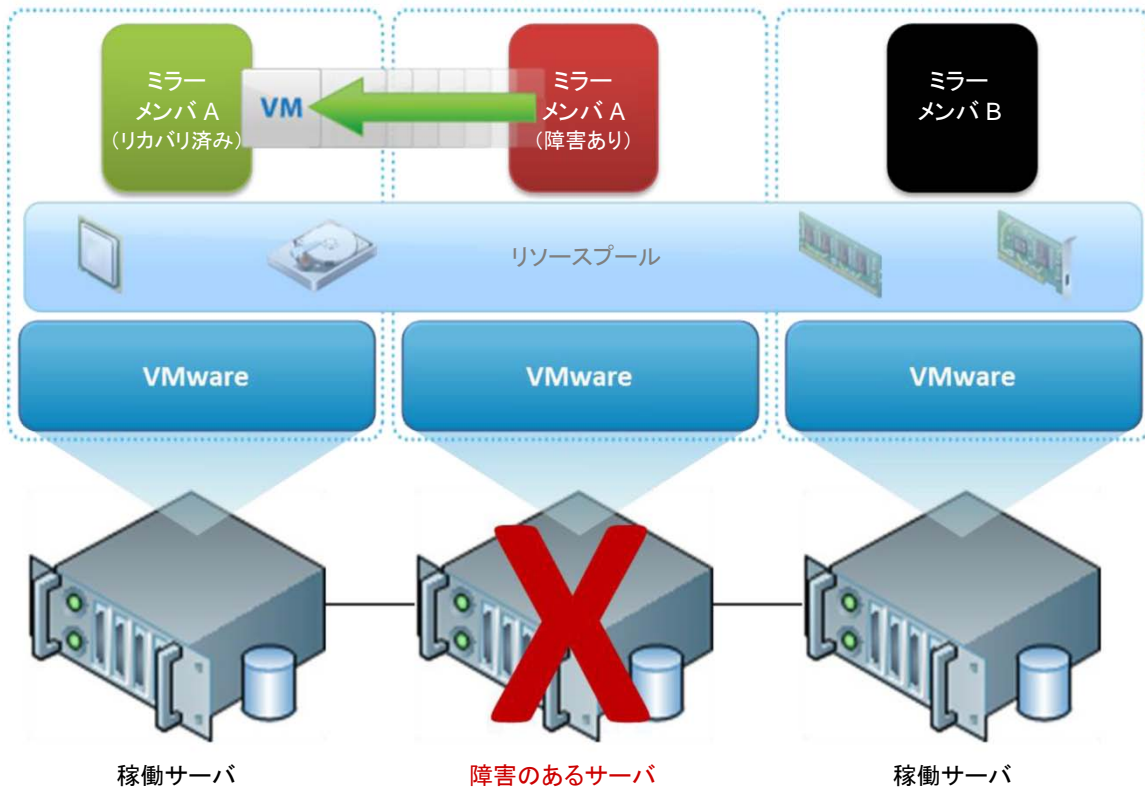 ミラー
メンバ A
(リカバリ済み)
VM
ミラー
メンバ A
(障害あり)
ミラー
メンバ B
リソースプール
VMware
VMware
VMware
X
稼働サーバ
障害のあるサーバ
稼働サーバ